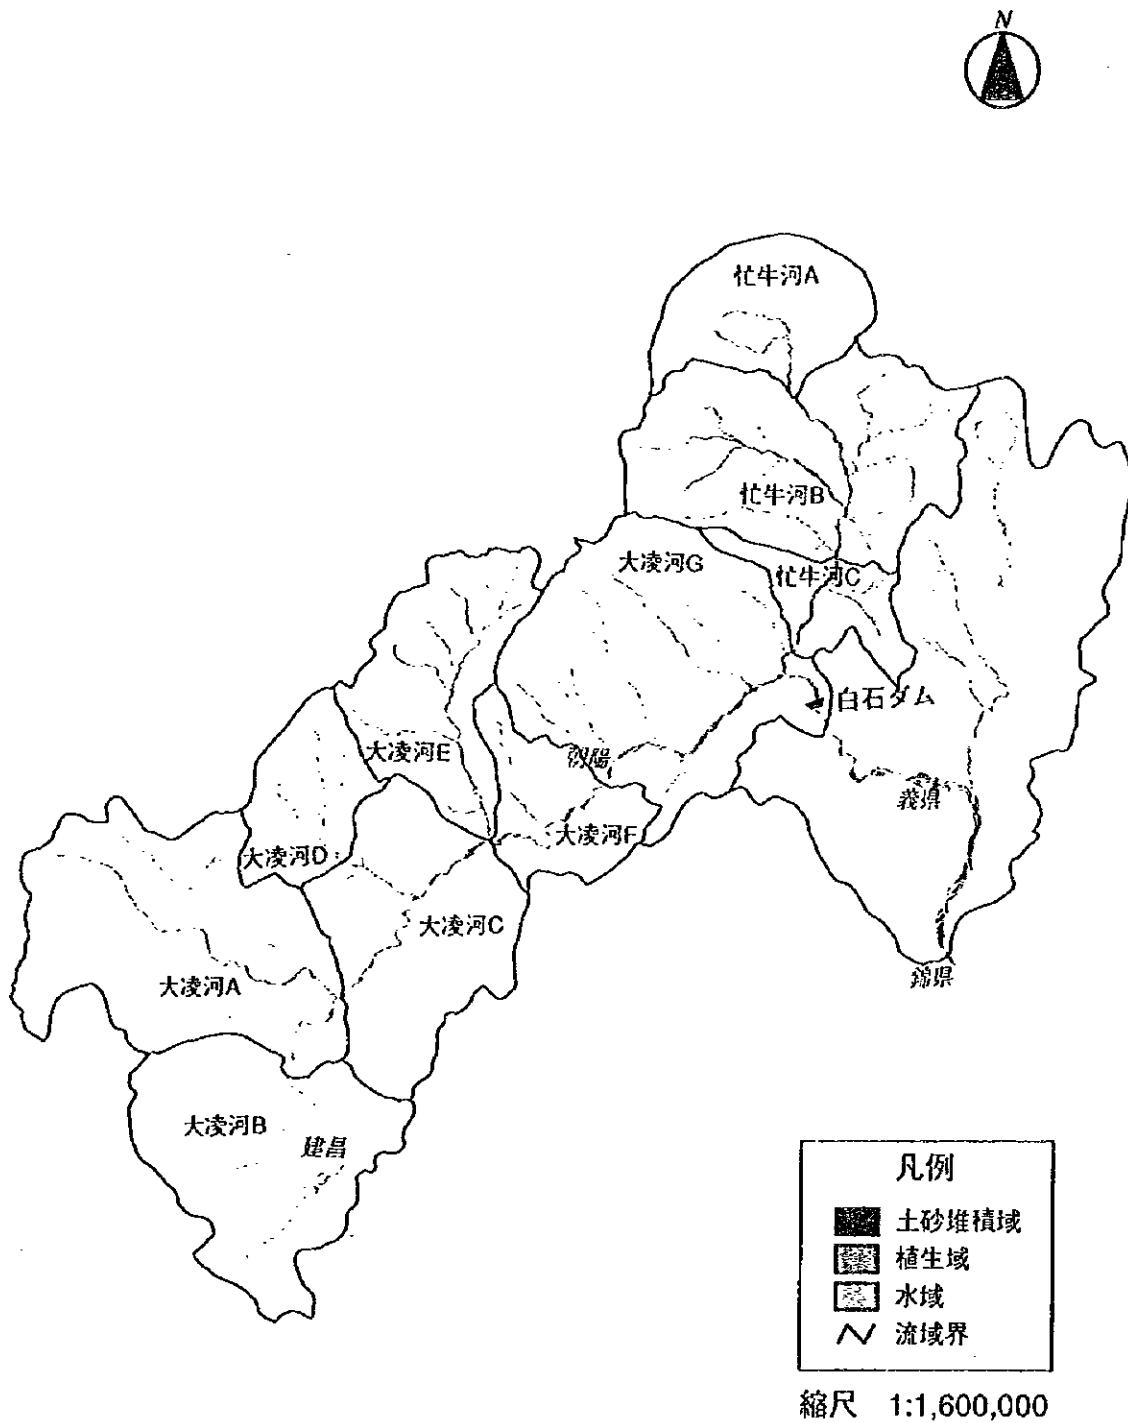 N
忙牛河A
忙牛河B
大凌河G
忙牛河C
白石ダム
大凌河E
朝陽
義県
大凌河F
大凌河D
大凌河C
錦県
大凌河A
大凌河B
建昌
凡例
土砂堆積域
植生域
水域
流域界
縮尺 1:1,600,000